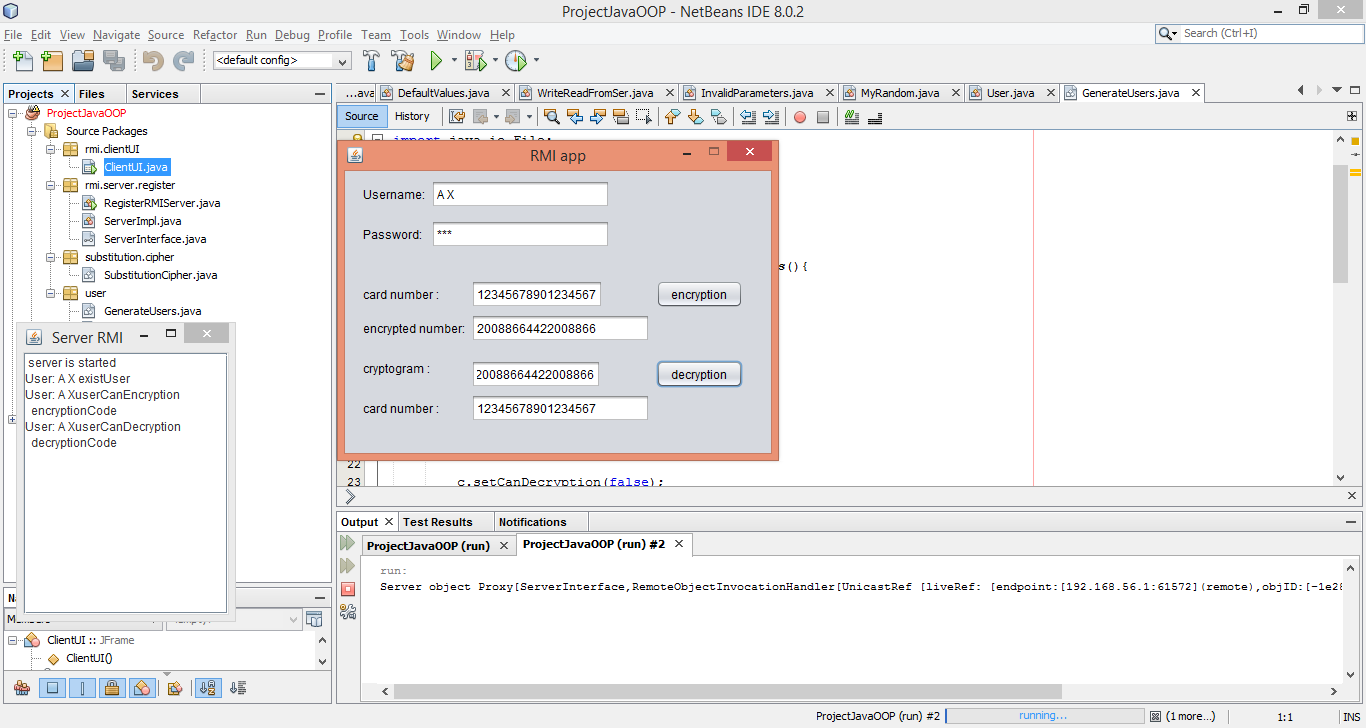 ProjectJavaOOP - NetBeans IDE 8.0.2
File Edit View Navigate Source Refactor Run Debug Profile Team Tools Window Help
Search (Ctrl+I)
<default config>
Projects Files Services
...ava DefaultValues.java WriteReadFromSer.java InvalidParameters.java MyRandom.java User.java GenerateUsers.java
Source History
ProjectJavaOOP
Source Packages
rmi.clientUI
ClientUI.java
rmi.server.register
RegisterRMIServer.java
ServerImpl.java
ServerInterface.java
substitution.cipher
SubstitutionCipher.java
user
GenerateUsers.java
import java.io.File;
s(){
22
23 c.setCanDecryption(false);
RMI app
Username: A X
Password: ***
card number : 12345678901234567 encryption
encrypted number: 20088664422008866
cryptogram : 20088664422008866 decryption
card number : 12345678901234567
Server RMI
server is started
User: A X existUser
User: A XuserCanEncryption
encryptionCode
User: A XuserCanDecryption
decryptionCode
ClientUI :: JFrame
ClientUI()
Output Test Results Notifications
ProjectJavaOOP (run) ProjectJavaOOP (run) #2
run:
Server object Proxy[ServerInterface,RemoteObjectInvocationHandler[UnicastRef [liveRef: [endpoint:[192.168.56.1:61572](remote),objID:[-1e28
ProjectJavaOOP (run) #2 running... (1 more...) 1:1 INS